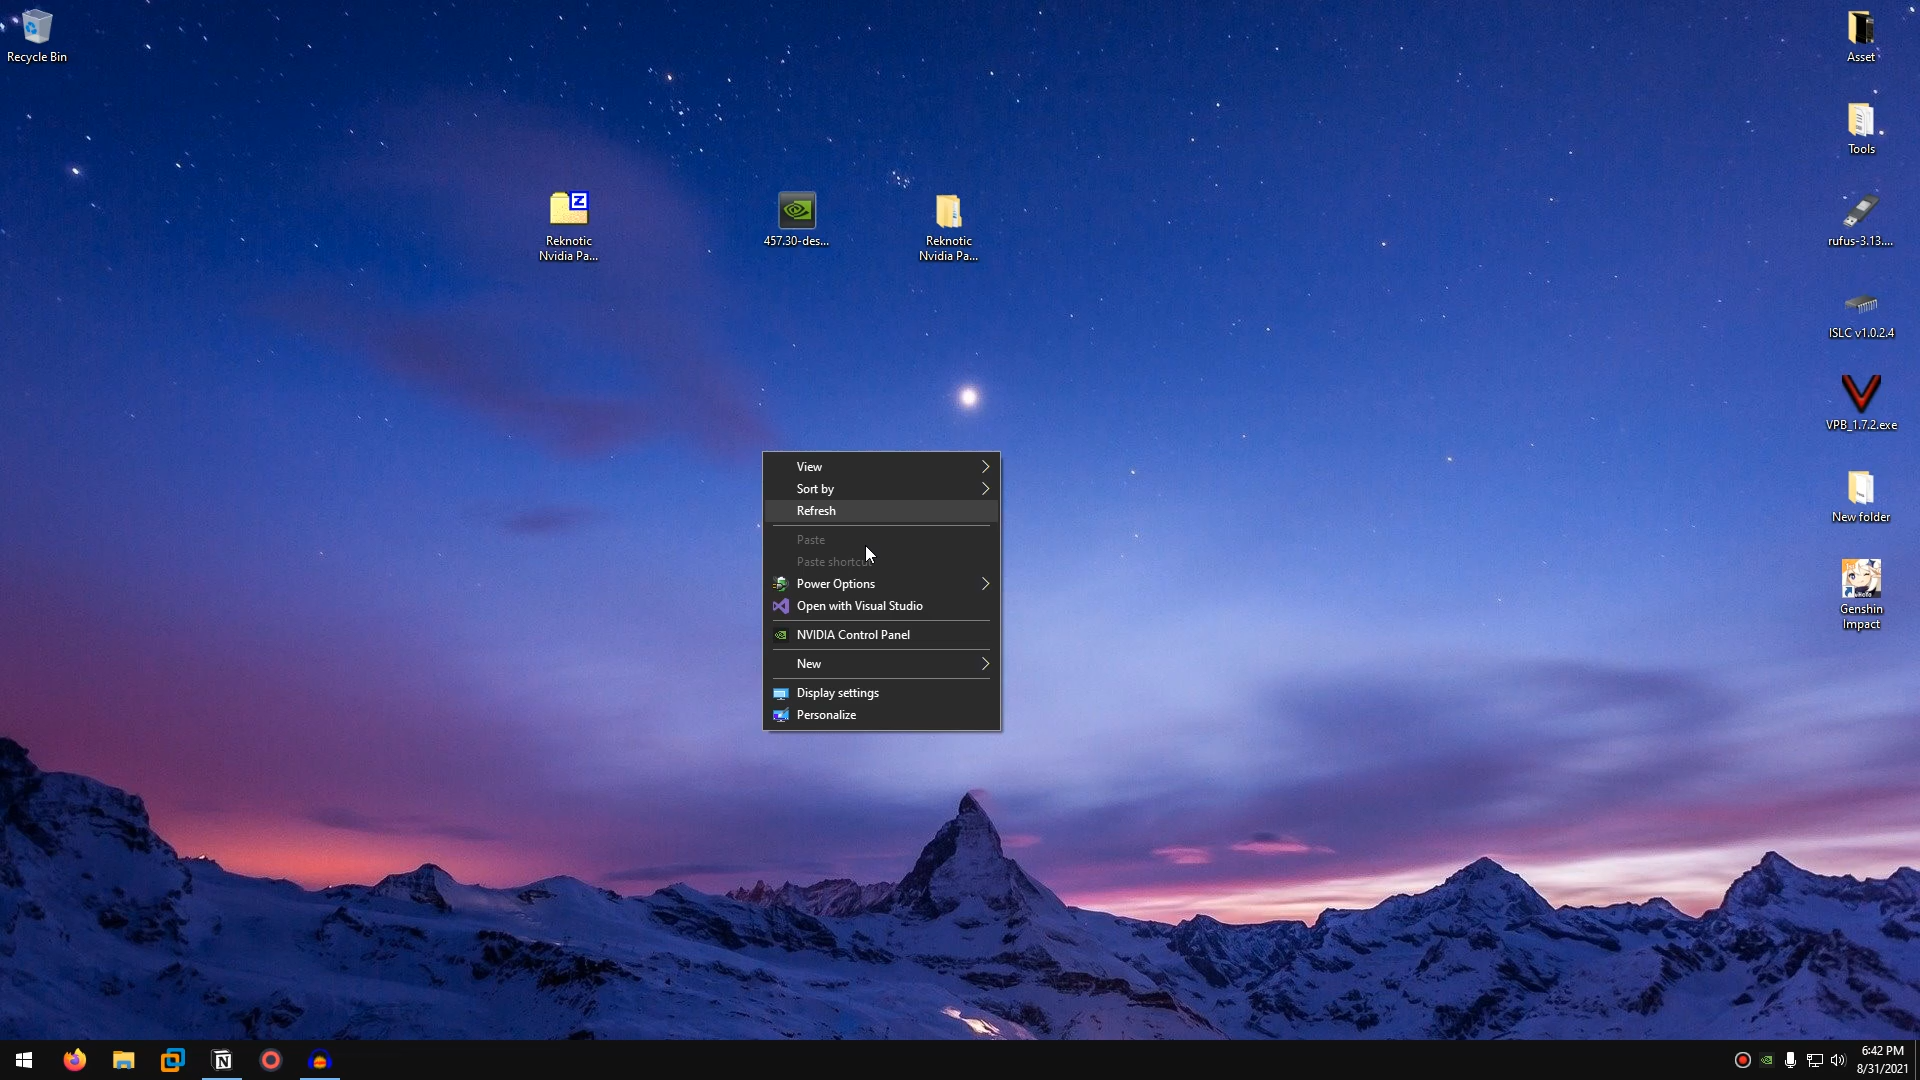 Recycle Bin
Asset
Tools
Reknotic
Nvidia Pa...
457.30-des...
Reknotic
Nvidia Pa...
rufus-3.13....
ISLC v1.0.2.4
VPB_1.7.2.exe
New folder
Genshin
Impact
View
Sort by
Refresh
Paste
Paste shortcut
Power Options
Open with Visual Studio
NVIDIA Control Panel
New
Display settings
Personalize
6:42 PM
8/31/2021